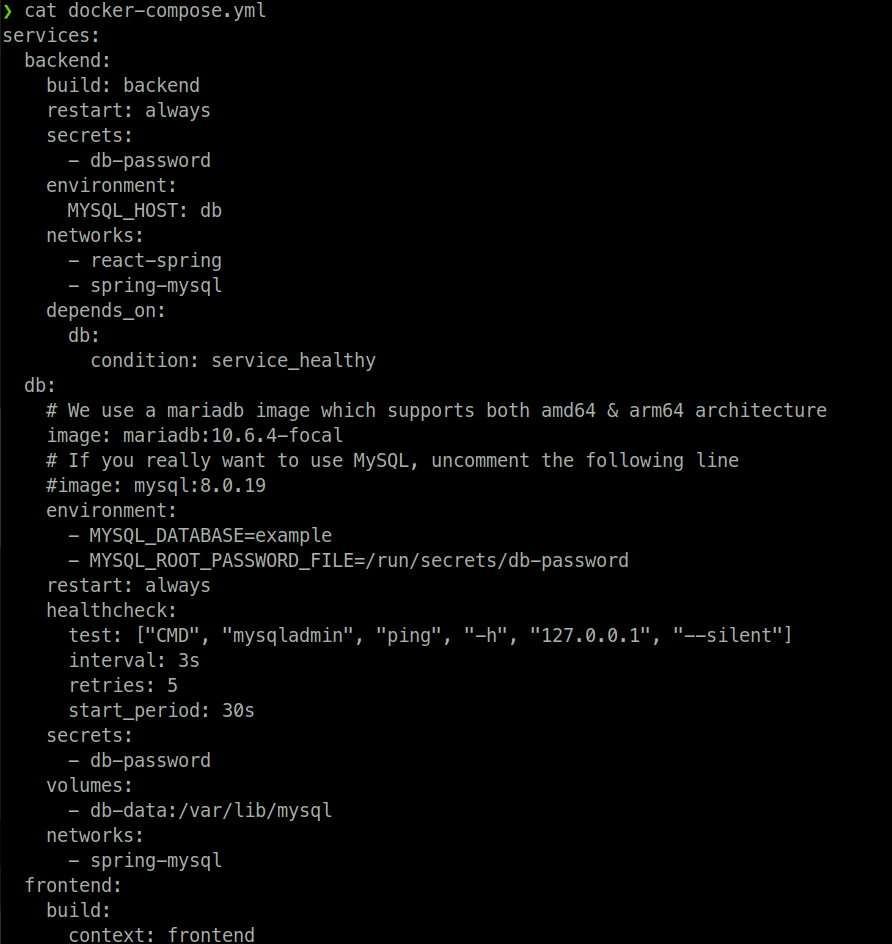 ❯ cat docker-compose.yml
services:
  backend:
    build: backend
    restart: always
    secrets:
      - db-password
    environment:
      MYSQL_HOST: db
    networks:
      - react-spring
      - spring-mysql
    depends_on:
      db:
        condition: service_healthy
  db:
    # We use a mariadb image which supports both amd64 & arm64 architecture
    image: mariadb:10.6.4-focal
    # If you really want to use MySQL, uncomment the following line
    #image: mysql:8.0.19
    environment:
      - MYSQL_DATABASE=example
      - MYSQL_ROOT_PASSWORD_FILE=/run/secrets/db-password
    restart: always
    healthcheck:
      test: ["CMD", "mysqladmin", "ping", "-h", "127.0.0.1", "--silent"]
      interval: 3s
      retries: 5
      start_period: 30s
    secrets:
      - db-password
    volumes:
      - db-data:/var/lib/mysql
    networks:
      - spring-mysql
  frontend:
    build:
      context: frontend